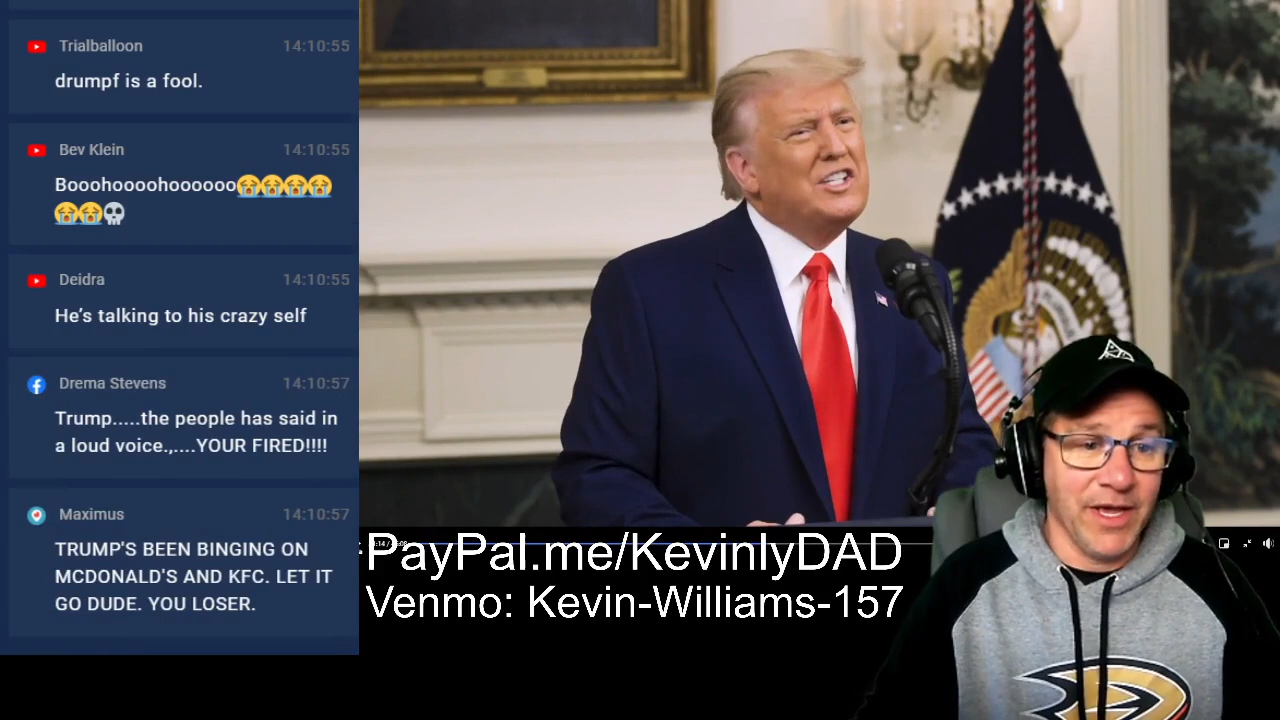 Trialballoon 14:10:55
drumpf is a fool.
Bev Klein 14:10:55
Booohoooohoooooo😭😭😭😭
😭😭💀
Deidra 14:10:55
He's talking to his crazy self
Drema Stevens 14:10:57
Trump.....the people has said in
a loud voice.,....YOUR FIRED!!!!
Maximus 14:10:57
TRUMP'S BEEN BINGING ON
MCDONALD'S AND KFC. LET IT
GO DUDE. YOU LOSER.
PayPal.me/KevinlyDAD
Venmo: Kevin-Williams-157